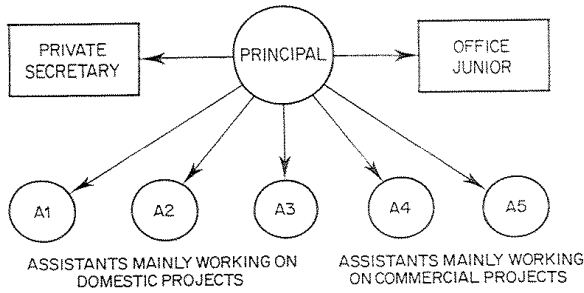 PRIVATE
SECRETARY
PRINCIPAL
OFFICE
JUNIOR
A1
A2
A3
A4
A5
ASSISTANTS MAINLY WORKING ON
DOMESTIC PROJECTS
ASSISTANTS MAINLY WORKING
ON COMMERCIAL PROJECTS